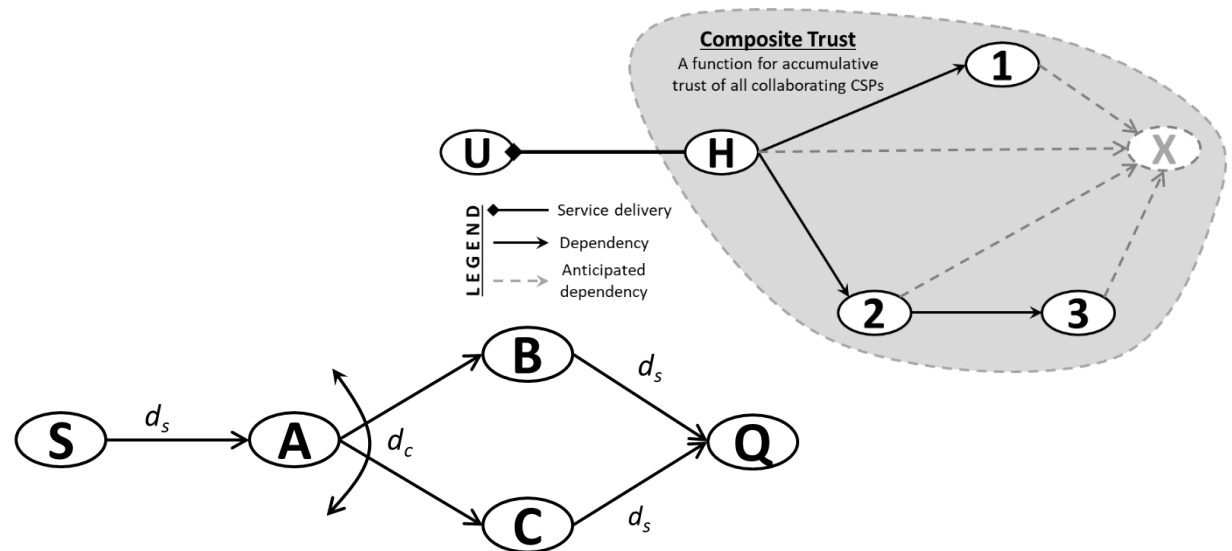 Composite Trust
A function for accumulative
trust of all collaborating CSPs
1
U
H
X
LEGEND
Service delivery
Dependency
Anticipated
dependency
2
3
B
d_s
S
d_s
A
d_c
Q
C
d_s